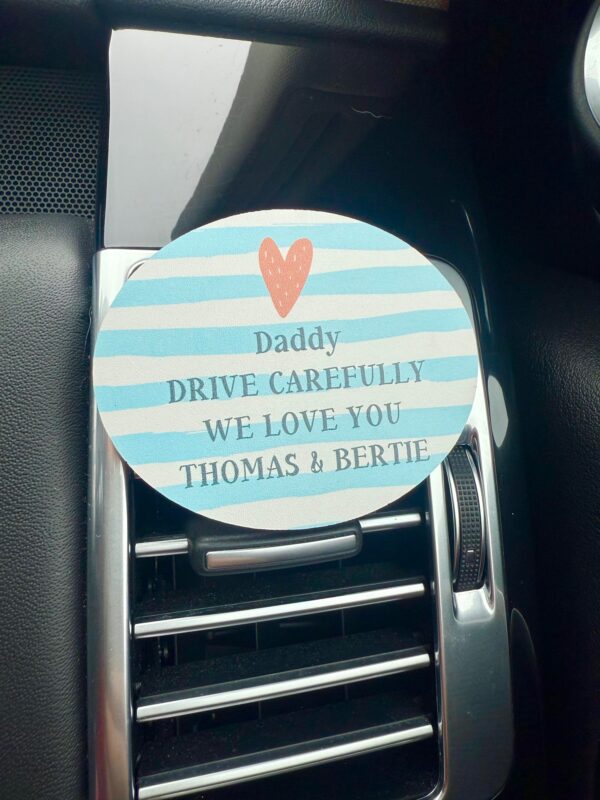 Daddy
DRIVE CAREFULLY
WE LOVE YOU
THOMAS & BERTIE